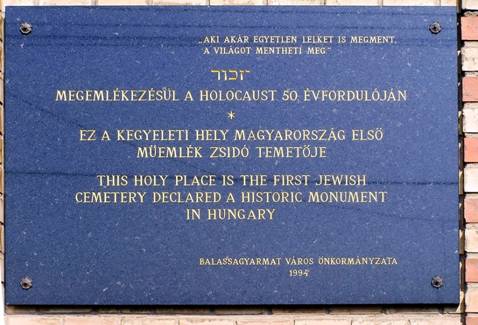 „AKI AKÁR EGYETLEN LELKET IS MEGMENT,
A VILÁGOT MENTHETI MEG”
זכור
MEGEMLÉKEZÉSÜL A HOLOCAUST 50. ÉVFORDULÓJÁN
*
EZ A KEGYELETI HELY MAGYARORSZÁG ELSŐ
MŰEMLÉK ZSIDÓ TEMETŐJE
THIS HOLY PLACE IS THE FIRST JEWISH
CEMETERY DECLARED A HISTORIC MONUMENT
IN HUNGARY
BALASSAGYARMAT VÁROS ÖNKORMÁNYZATA
1994